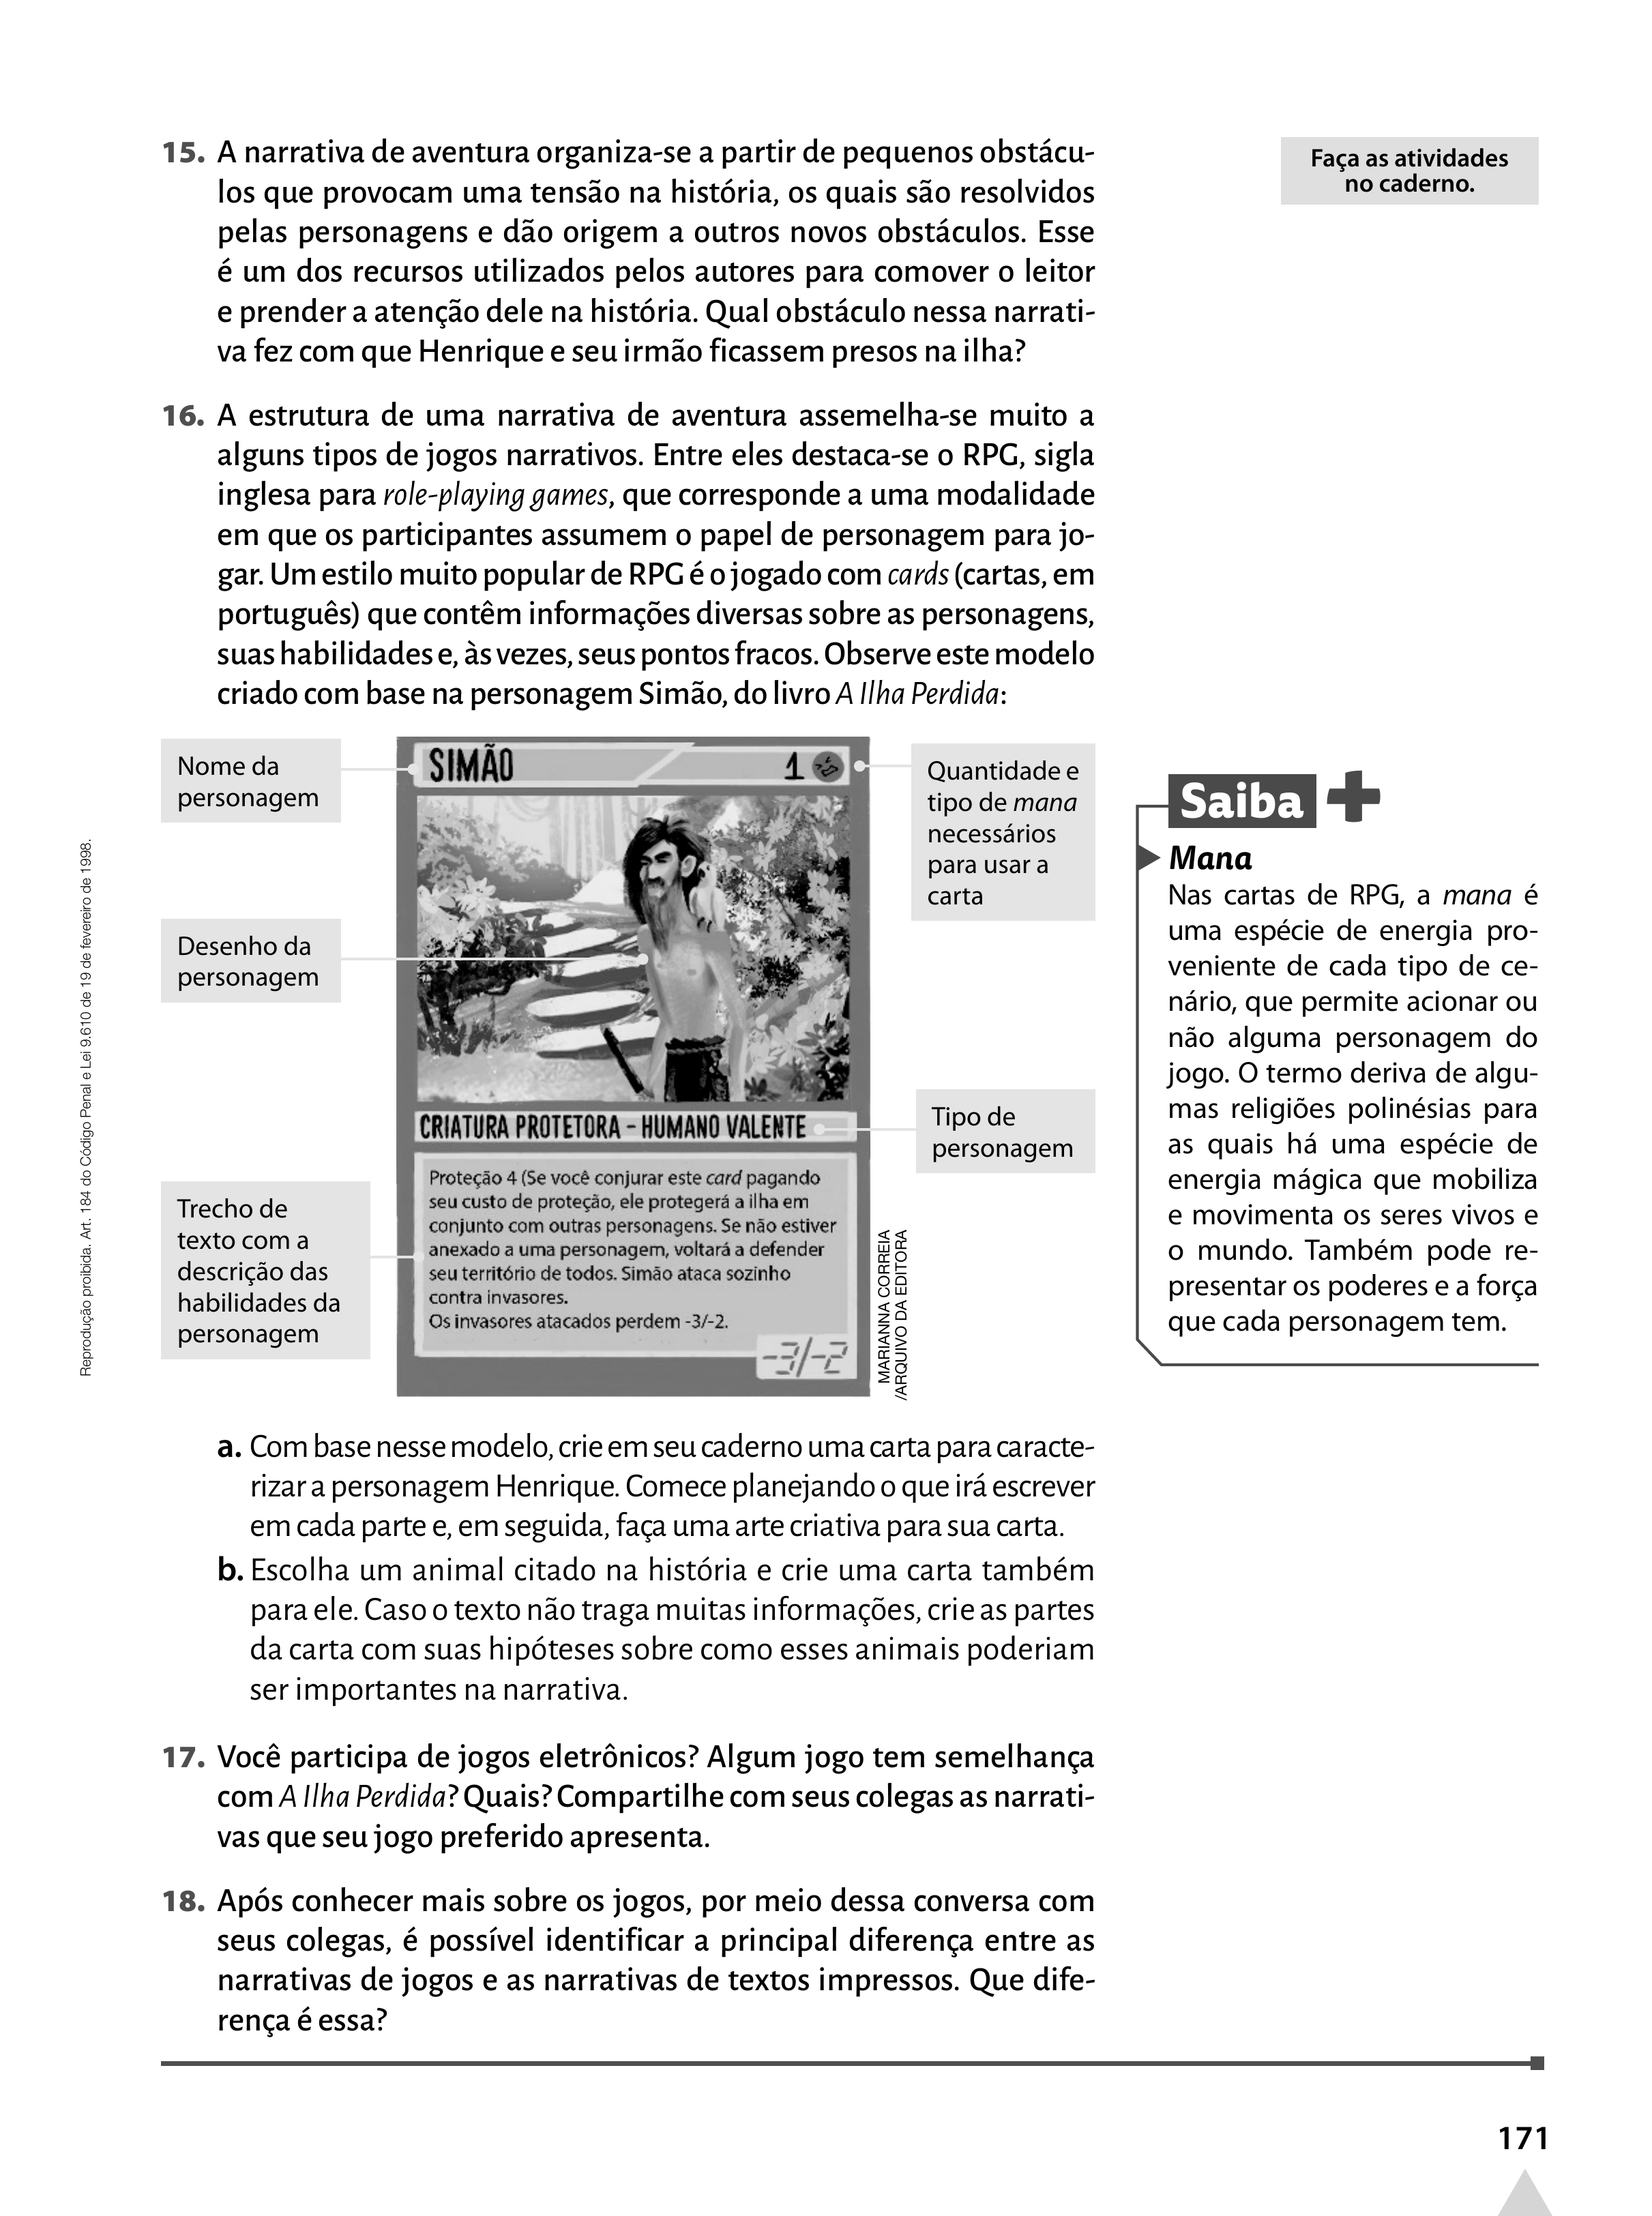 15. A narrativa de aventura organiza-se a partir de pequenos obstácu-
los que provocam uma tensão na história, os quais são resolvidos
pelas personagens e dão origem a outros novos obstáculos. Esse
é um dos recursos utilizados pelos autores para comover o leitor
e prender a atenção dele na história. Qual obstáculo nessa narrati-
va fez com que Henrique e seu irmão ficassem presos na ilha?
Faça as atividades
no caderno.
16. A estrutura de uma narrativa de aventura assemelha-se muito a
alguns tipos de jogos narrativos. Entre eles destaca-se o RPG, sigla
inglesa para role-playing games, que corresponde a uma modalidade
em que os participantes assumem o papel de personagem para jo-
gar. Um estilo muito popular de RPG é o jogado com cards (cartas, em
português) que contêm informações diversas sobre as personagens,
suas habilidades e, às vezes, seus pontos fracos. Observe este modelo
criado com base na personagem Simão, do livro A Ilha Perdida:
Nome da
personagem
Desenho da
personagem
Trecho de
texto com a
descrição das
habilidades da
personagem
SIMÃO
1
CRIATURA PROTETORA – HUMANO VALENTE
Proteção 4 (Se você conjurar este card pagando
seu custo de proteção, ele protegerá a ilha em
conjunto com outras personagens. Se não estiver
anexado a uma personagem, voltará a defender
seu território de todos. Simão ataca sozinho
contra invasores.
Os invasores atacados perdem -3/-2.
-3/-2
Quantidade e
tipo de mana
necessários
para usar a
carta
Tipo de
personagem
MARIANNA CORREIA
/ARQUIVO DA EDITORA
Saiba +
Mana
Nas cartas de RPG, a mana é
uma espécie de energia pro-
veniente de cada tipo de ce-
nário, que permite acionar ou
não alguma personagem do
jogo. O termo deriva de algu-
mas religiões polinésias para
as quais há uma espécie de
energia mágica que mobiliza
e movimenta os seres vivos e
o mundo. Também pode re-
presentar os poderes e a força
que cada personagem tem.
Reprodução proibida. Art. 184 do Código Penal e Lei 9.610 de 19 de fevereiro de 1998.
a. Com base nesse modelo, crie em seu caderno uma carta para caracte-
rizar a personagem Henrique. Comece planejando o que irá escrever
em cada parte e, em seguida, faça uma arte criativa para sua carta.
b. Escolha um animal citado na história e crie uma carta também
para ele. Caso o texto não traga muitas informações, crie as partes
da carta com suas hipóteses sobre como esses animais poderiam
ser importantes na narrativa.
17. Você participa de jogos eletrônicos? Algum jogo tem semelhança
com A Ilha Perdida? Quais? Compartilhe com seus colegas as narrati-
vas que seu jogo preferido apresenta.
18. Após conhecer mais sobre os jogos, por meio dessa conversa com
seus colegas, é possível identificar a principal diferença entre as
narrativas de jogos e as narrativas de textos impressos. Que dife-
rença é essa?
171